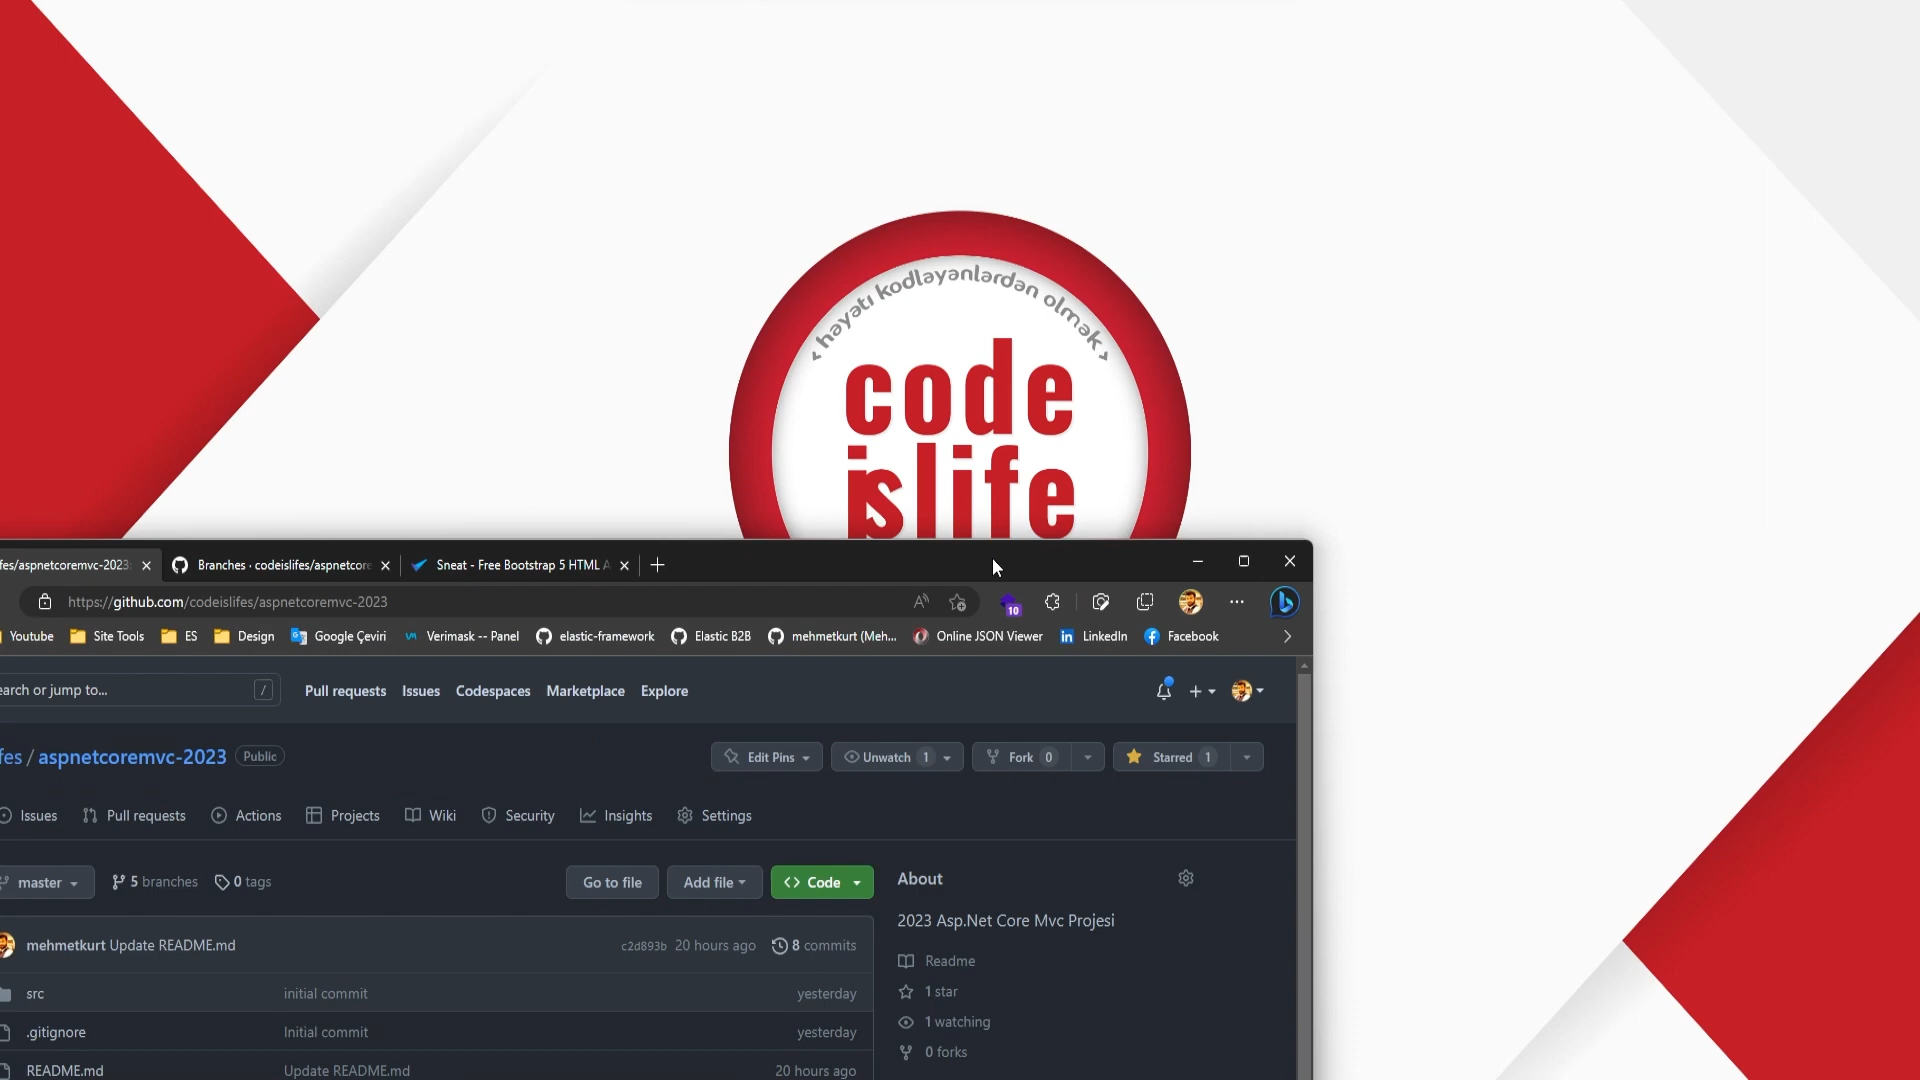 ‹ hayatı kodlayanlardan olmak ›
code
islife
fes/aspnetcoremvc-2023:
Branches · codeislifes/aspnetcore
Sneat - Free Bootstrap 5 HTML A
https://github.com/codeislifes/aspnetcoremvc-2023
10
Youtube
Site Tools
ES
Design
Google Çeviri
Verimask -- Panel
elastic-framework
Elastic B2B
mehmetkurt (Meh...
Online JSON Viewer
LinkedIn
Facebook
earch or jump to...
/
Pull requests
Issues
Codespaces
Marketplace
Explore
fes / aspnetcoremvc-2023
Public
Edit Pins
Unwatch 1
Fork 0
Starred 1
Issues
Pull requests
Actions
Projects
Wiki
Security
Insights
Settings
master
5 branches
0 tags
Go to file
Add file
<> Code
About
2023 Asp.Net Core Mvc Projesi
mehmetkurt Update README.md
c2d893b 20 hours ago
8 commits
Readme
src
initial commit
yesterday
1 star
.gitignore
Initial commit
yesterday
1 watching
0 forks
README.md
Update README.md
20 hours ago